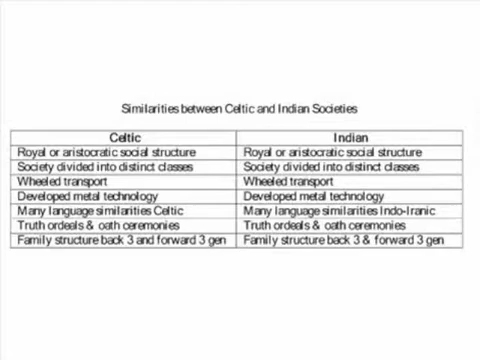 Similarities between Celtic and Indian Societies
Celtic Indian
Royal or aristocratic social structure Royal or aristocratic social structure
Society divided into distinct classes Society divided into distinct classes
Wheeled transport Wheeled transport
Developed metal technology Developed metal technology
Many language similarities Celtic Many language similarities Indo-Iranic
Truth ordeals & oath ceremonies Truth ordeals & oath ceremonies
Family structure back 3 and forward 3 gen Family structure back 3 & forward 3 gen